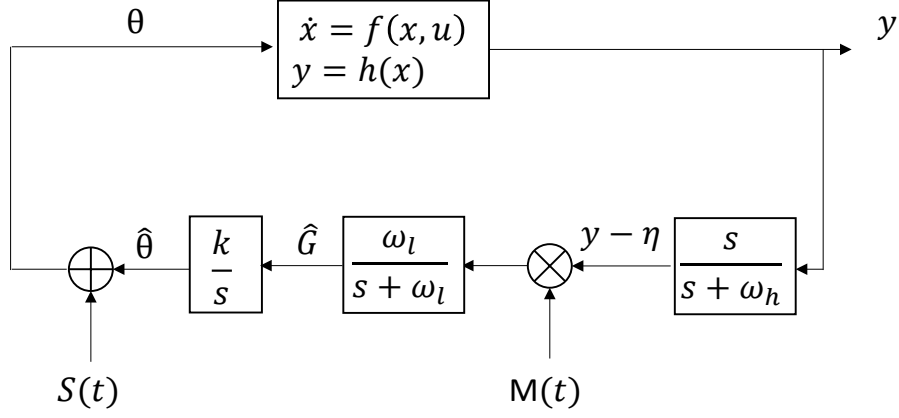 θ
ẋ = f(x, u)
y = h(x)
y
θ̂
k
s
Ĝ
ω_l
s + ω_l
y − η
s
s + ω_h
S(t)
M(t)